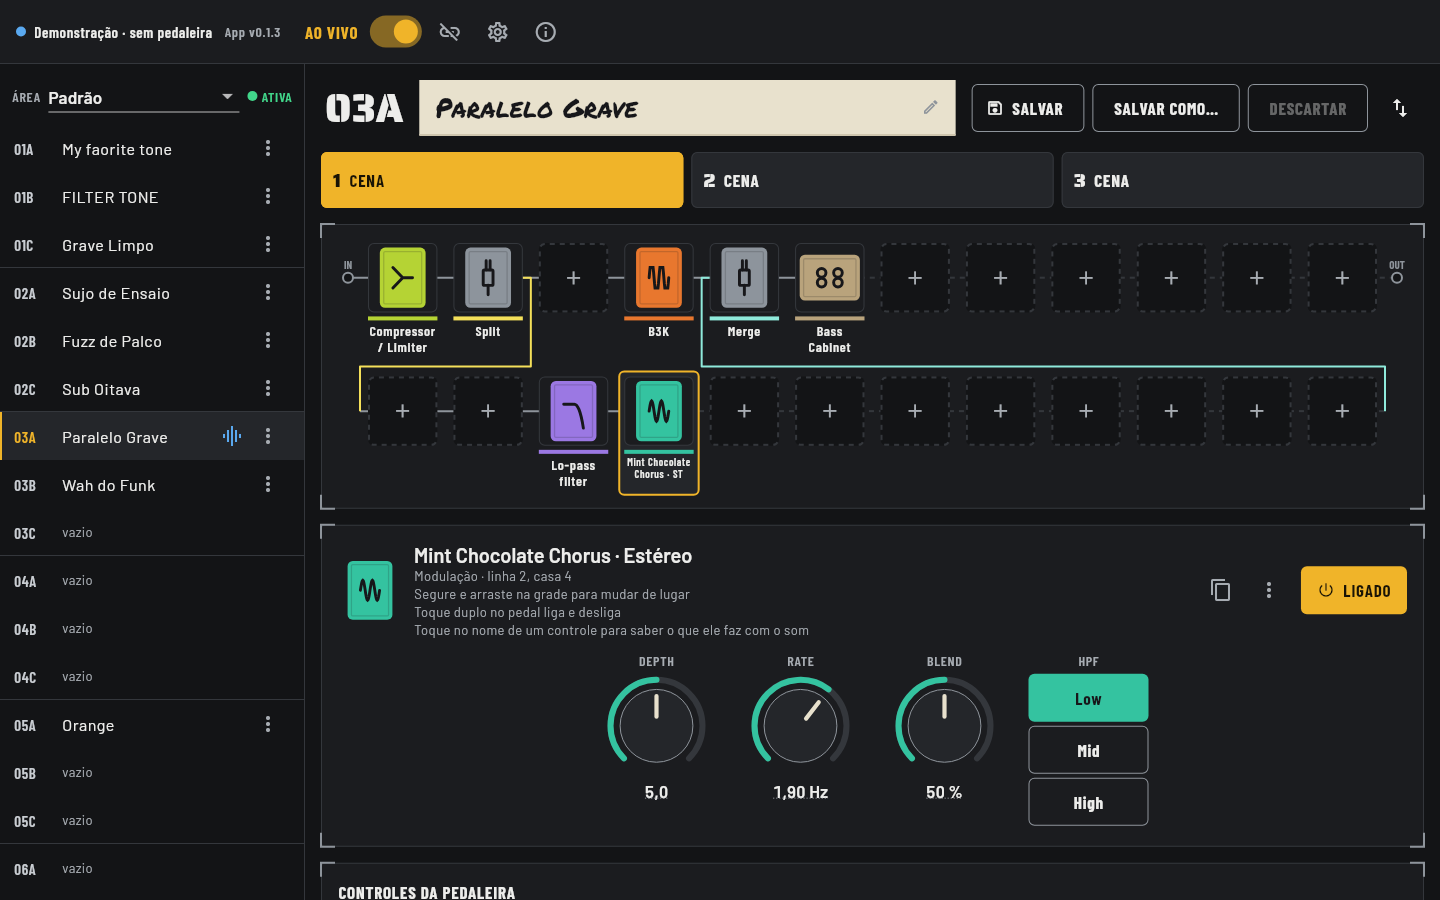 Demonstração · sem pedaleira App v0.1.3 AO VIVO
ÁREA Padrão ATIVA
01A My faorite tone
01B FILTER TONE
01C Grave Limpo
02A Sujo de Ensaio
02B Fuzz de Palco
02C Sub Oitava
03A Paralelo Grave
03B Wah do Funk
03C vazio
04A vazio
04B vazio
04C vazio
05A Orange
05B vazio
05C vazio
06A vazio
03A Paralelo Grave SALVAR SALVAR COMO... DESCARTAR
1 CENA 2 CENA 3 CENA
IN OUT
88
Compressor / Limiter
Split
B3K
Merge
Bass Cabinet
Lo-pass filter
Mint Chocolate Chorus · ST
Mint Chocolate Chorus · Estéreo
Modulação · linha 2, casa 4
Segure e arraste na grade para mudar de lugar
Toque duplo no pedal liga e desliga
Toque no nome de um controle para saber o que ele faz com o som
LIGADO
DEPTH RATE BLEND HPF
Low
Mid
High
5,0 1,90 Hz 50 %
CONTROLES DA PEDALEIRA